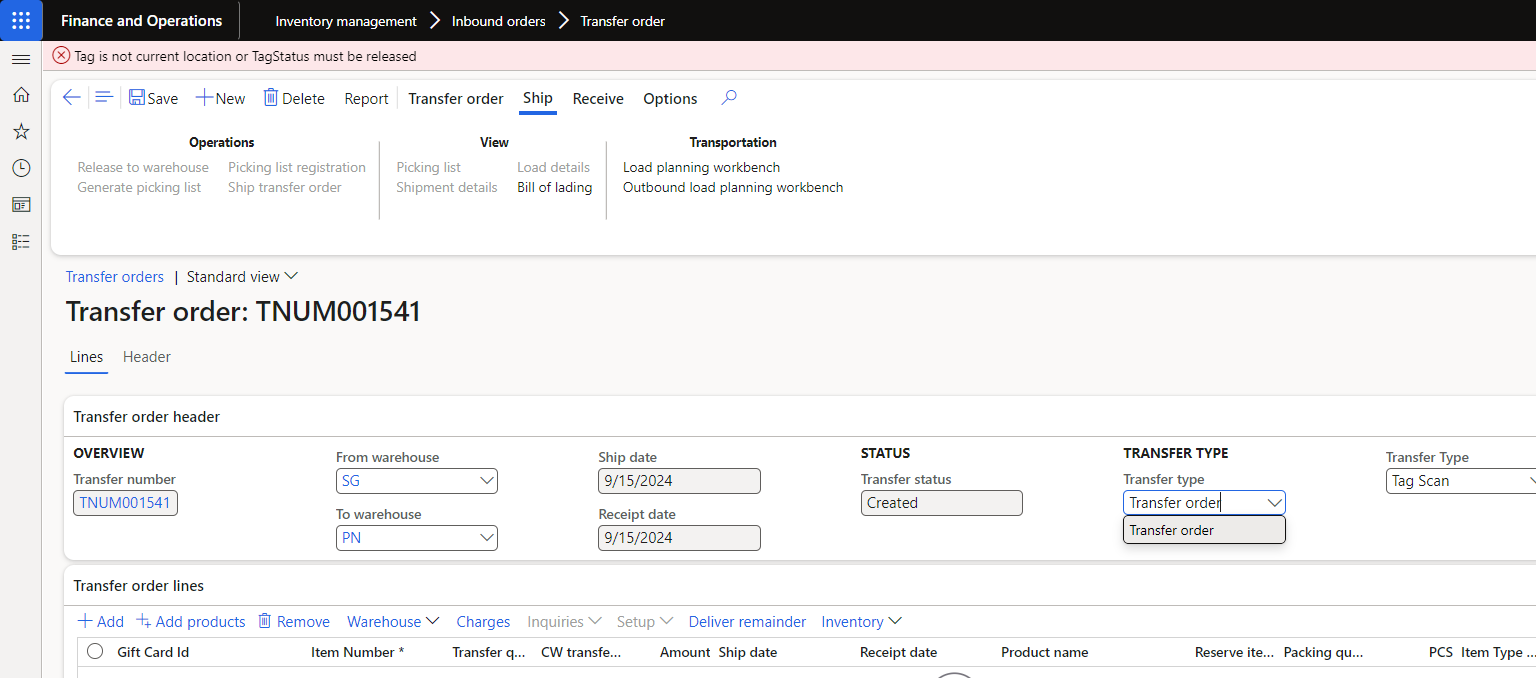 Finance and Operations
Inventory management
Inbound orders
Transfer order
Tag is not current location or TagStatus must be released
Save
New
Delete
Report
Transfer order
Ship
Receive
Options
Operations
Release to warehouse
Picking list registration
Generate picking list
Ship transfer order
View
Picking list
Load details
Shipment details
Bill of lading
Transportation
Load planning workbench
Outbound load planning workbench
Transfer orders | Standard view
Transfer order: TNUM001541
Lines
Header
Transfer order header
OVERVIEW
Transfer number
TNUM001541
From warehouse
SG
To warehouse
PN
Ship date
9/15/2024
Receipt date
9/15/2024
STATUS
Transfer status
Created
TRANSFER TYPE
Transfer type
Transfer order
Transfer order
Transfer Type
Tag Scan
Transfer order lines
Add
Add products
Remove
Warehouse
Charges
Inquiries
Setup
Deliver remainder
Inventory
Gift Card Id
Item Number *
Transfer q...
CW transfe...
Amount
Ship date
Receipt date
Product name
Reserve ite...
Packing qu...
PCS
Item Type ...